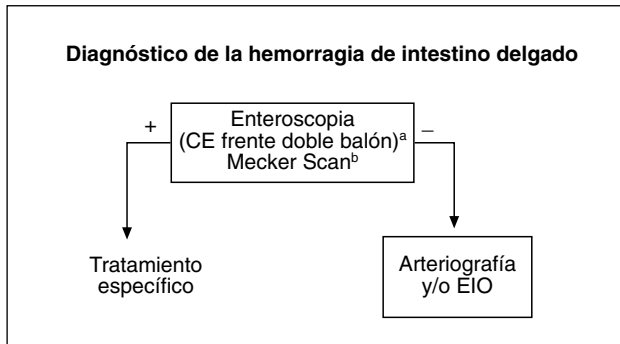 Diagnóstico de la hemorragia de intestino delgado
+
Enteroscopia
(CE frente doble balón)a
Mecker Scanb
–
Tratamiento
específico
Arteriografía
y/o EIO